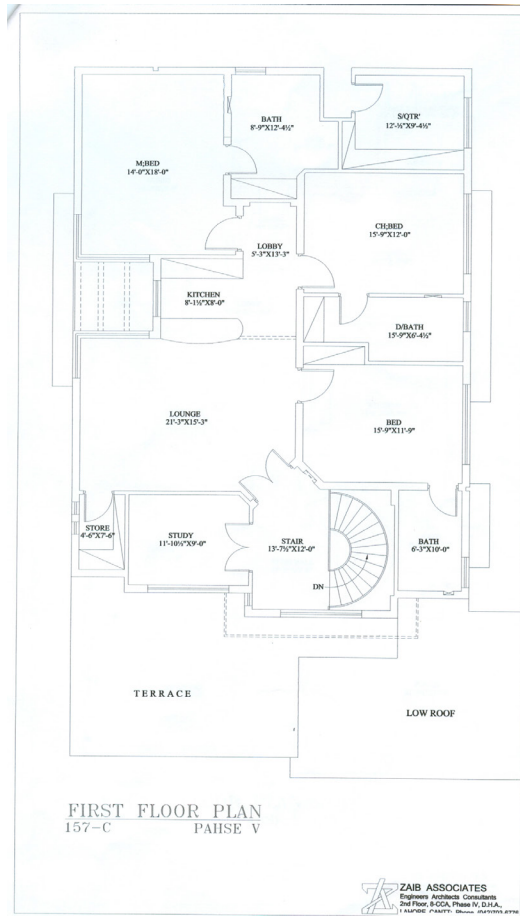 S/QTR'
12'-½"X9'-4½"
BATH
8'-9"X12'-4½"
M;BED
14'-0"X18'-0"
CH;BED
15'-9"X12'-0"
LOBBY
5'-3"X13'-3"
KITCHEN
8'-1½"X8'-0"
D/BATH
15'-9"X6'-4½"
LOUNGE
21'-3"X15'-3"
BED
15'-9"X11'-9"
STORE
4'-6"X7'-6"
STUDY
11'-10½"X9'-0"
STAIR
13'-7½"X12'-0"
BATH
6'-3"X10'-0"
DN
TERRACE
LOW ROOF
FIRST FLOOR PLAN
157-C PAHSE V
ZAIB ASSOCIATES
Engineers Architects Consultants
2nd Floor, 8-CCA, Phase IV, D.H.A.,
LAHORE CANTT: Phone